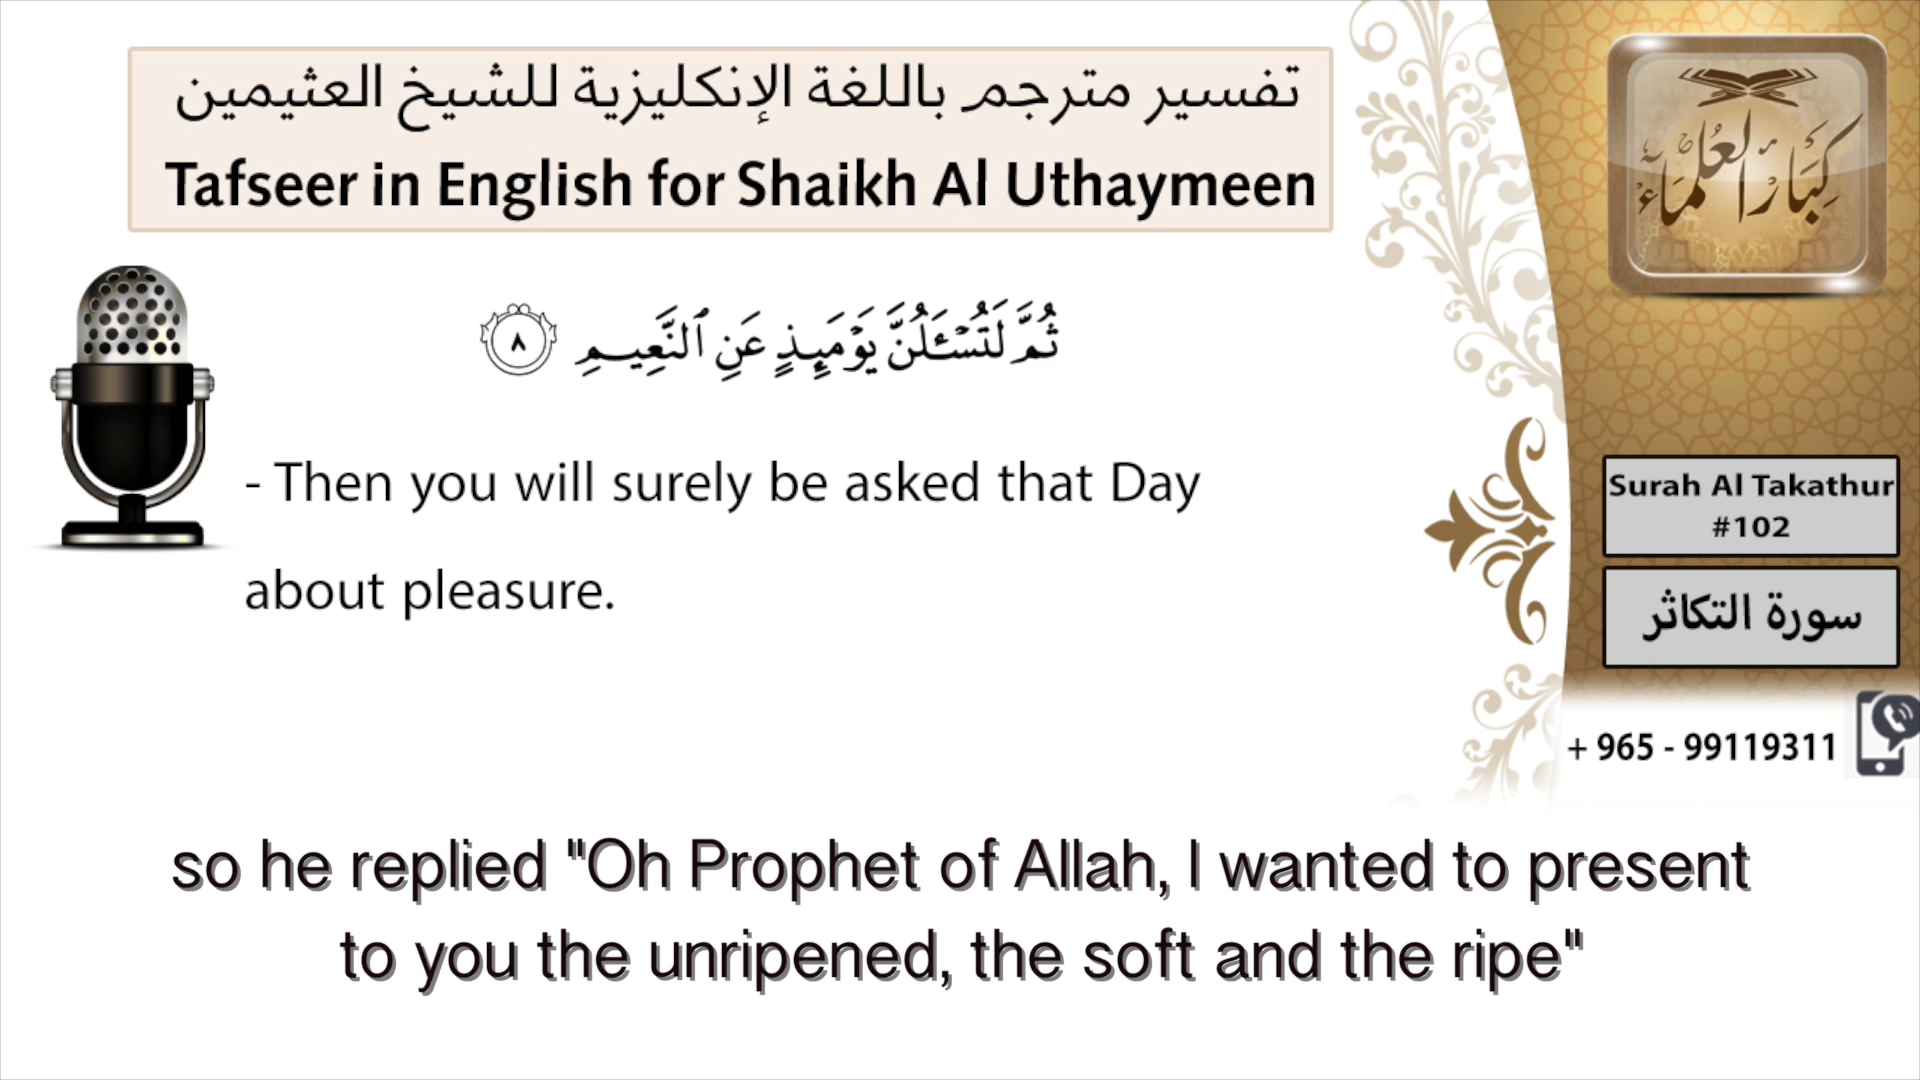 تفسير مترجم باللغة الإنكليزية للشيخ العثيمين
Tafseer in English for Shaikh Al Uthaymeen
كبار العلماء
ثُمَّ لَتُسْـَٔلُنَّ يَوْمَئِذٍ عَنِ ٱلنَّعِيمِ ٨
- Then you will surely be asked that Day
about pleasure.
Surah Al Takathur
#102
سورة التكاثر
+ 965 - 99119311
so he replied "Oh Prophet of Allah, I wanted to present
to you the unripened, the soft and the ripe"